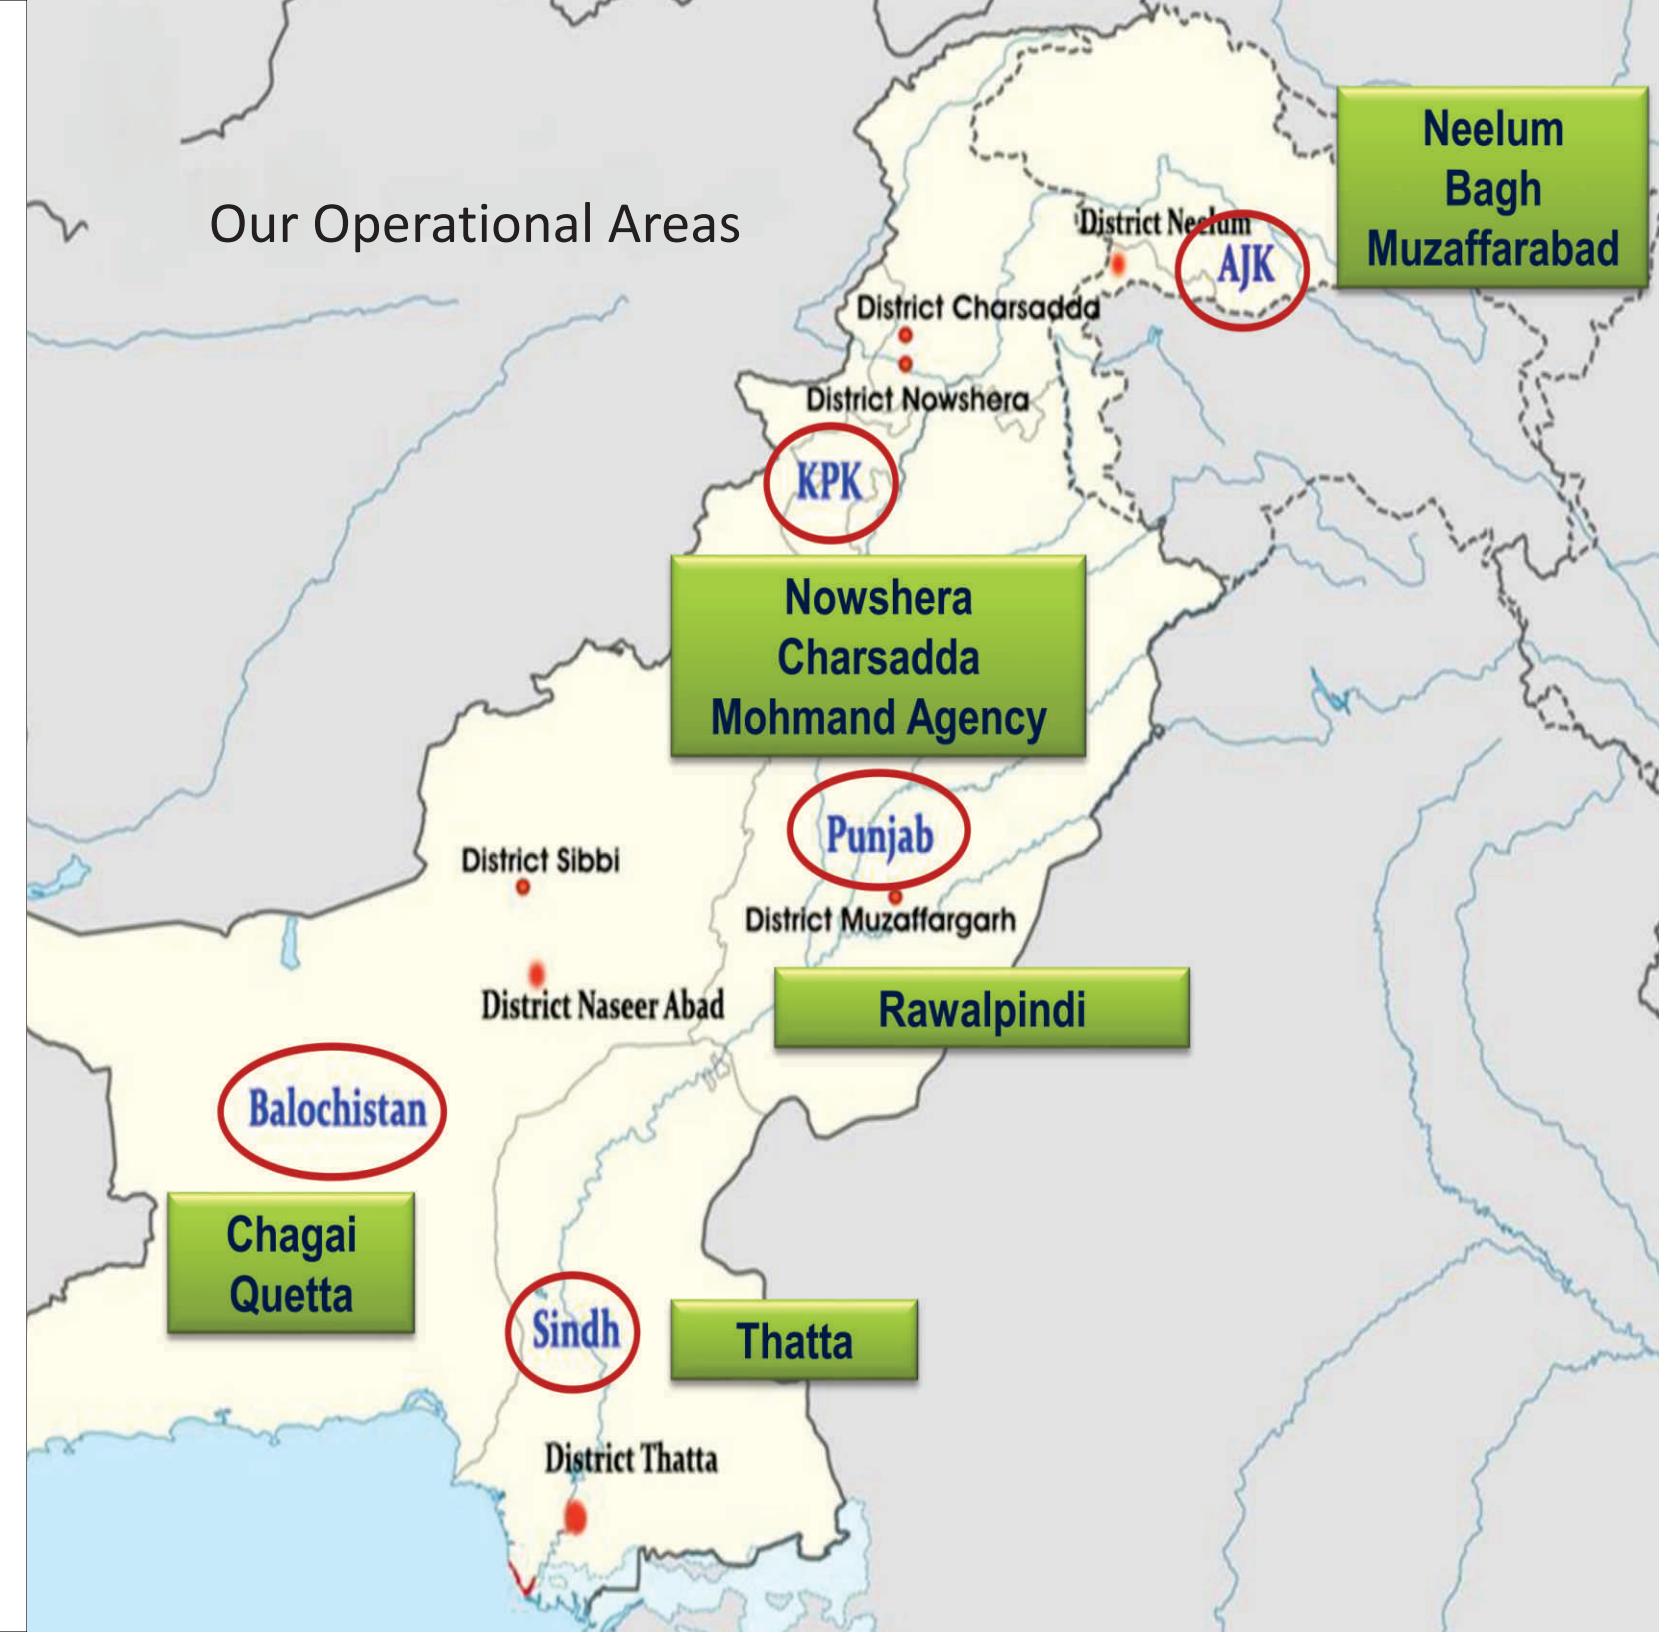 Our Operational Areas
Neelum
Bagh
Muzaffarabad
District Neelum
AJK
District Charsadda
District Nowshera
KPK
Nowshera
Charsadda
Mohmand Agency
Punjab
District Muzaffargarh
Rawalpindi
District Sibbi
District Naseer Abad
Balochistan
Chagai
Quetta
Sindh
Thatta
District Thatta